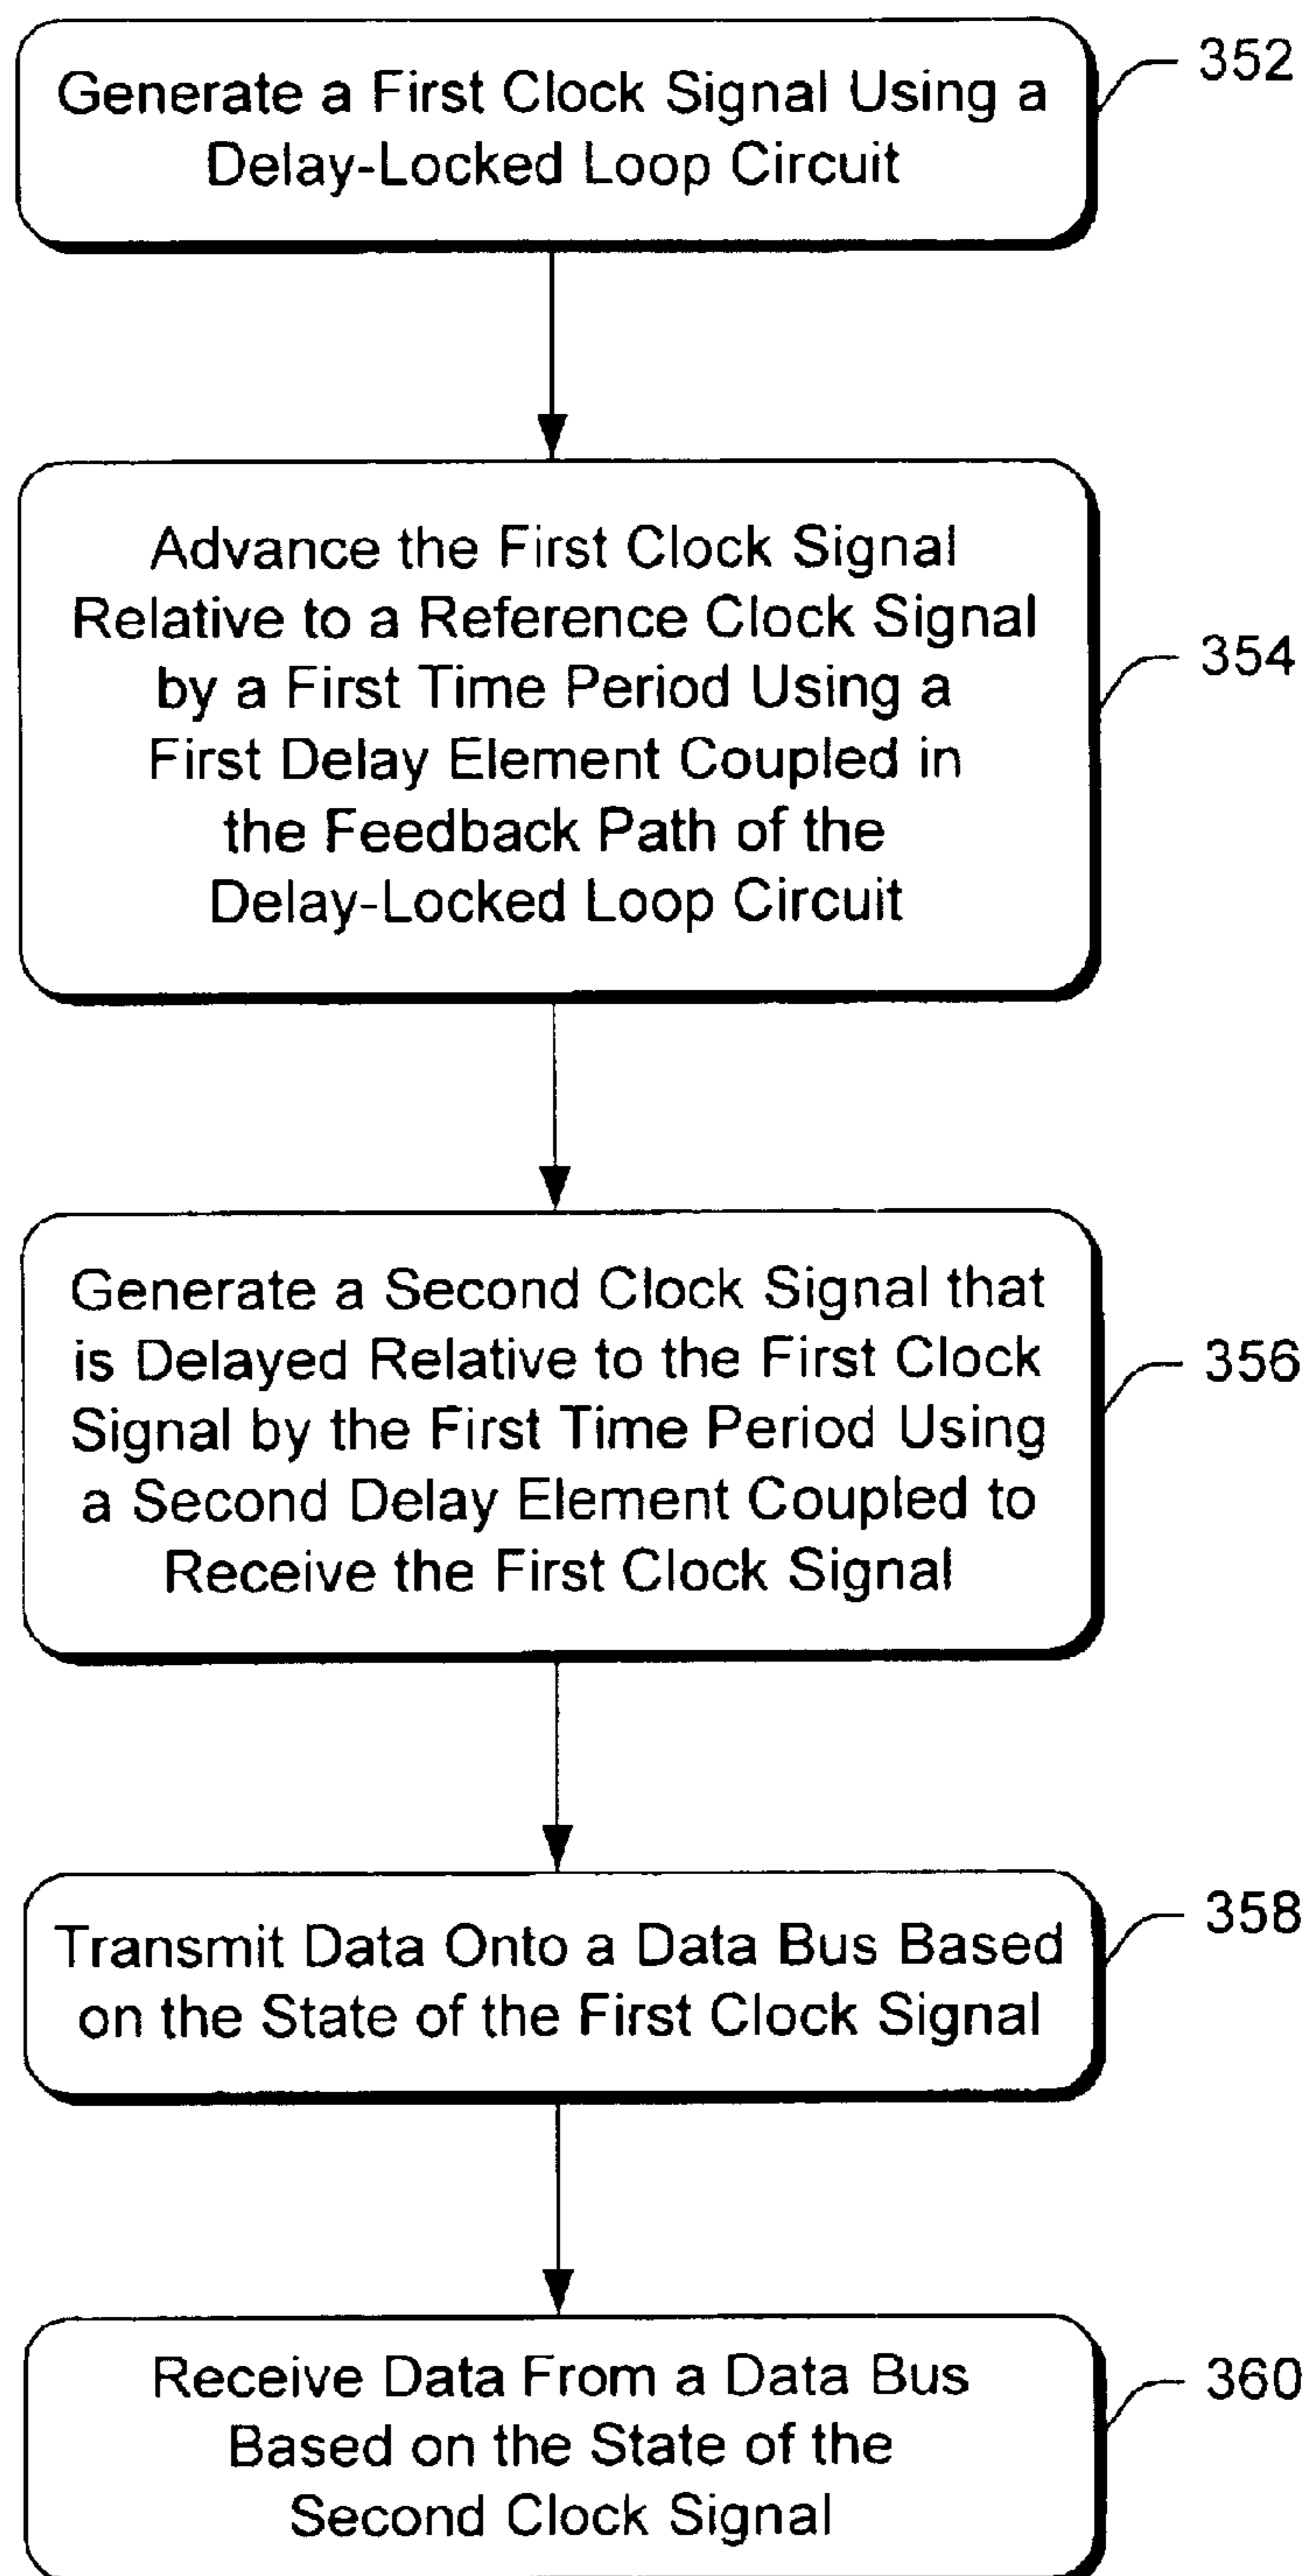 Generate a First Clock Signal Using a
Delay-Locked Loop Circuit
352
Advance the First Clock Signal
Relative to a Reference Clock Signal
by a First Time Period Using a
First Delay Element Coupled in
the Feedback Path of the
Delay-Locked Loop Circuit
354
Generate a Second Clock Signal that
is Delayed Relative to the First Clock
Signal by the First Time Period Using
a Second Delay Element Coupled to
Receive the First Clock Signal
356
Transmit Data Onto a Data Bus Based
on the State of the First Clock Signal
358
Receive Data From a Data Bus
Based on the State of the
Second Clock Signal
360